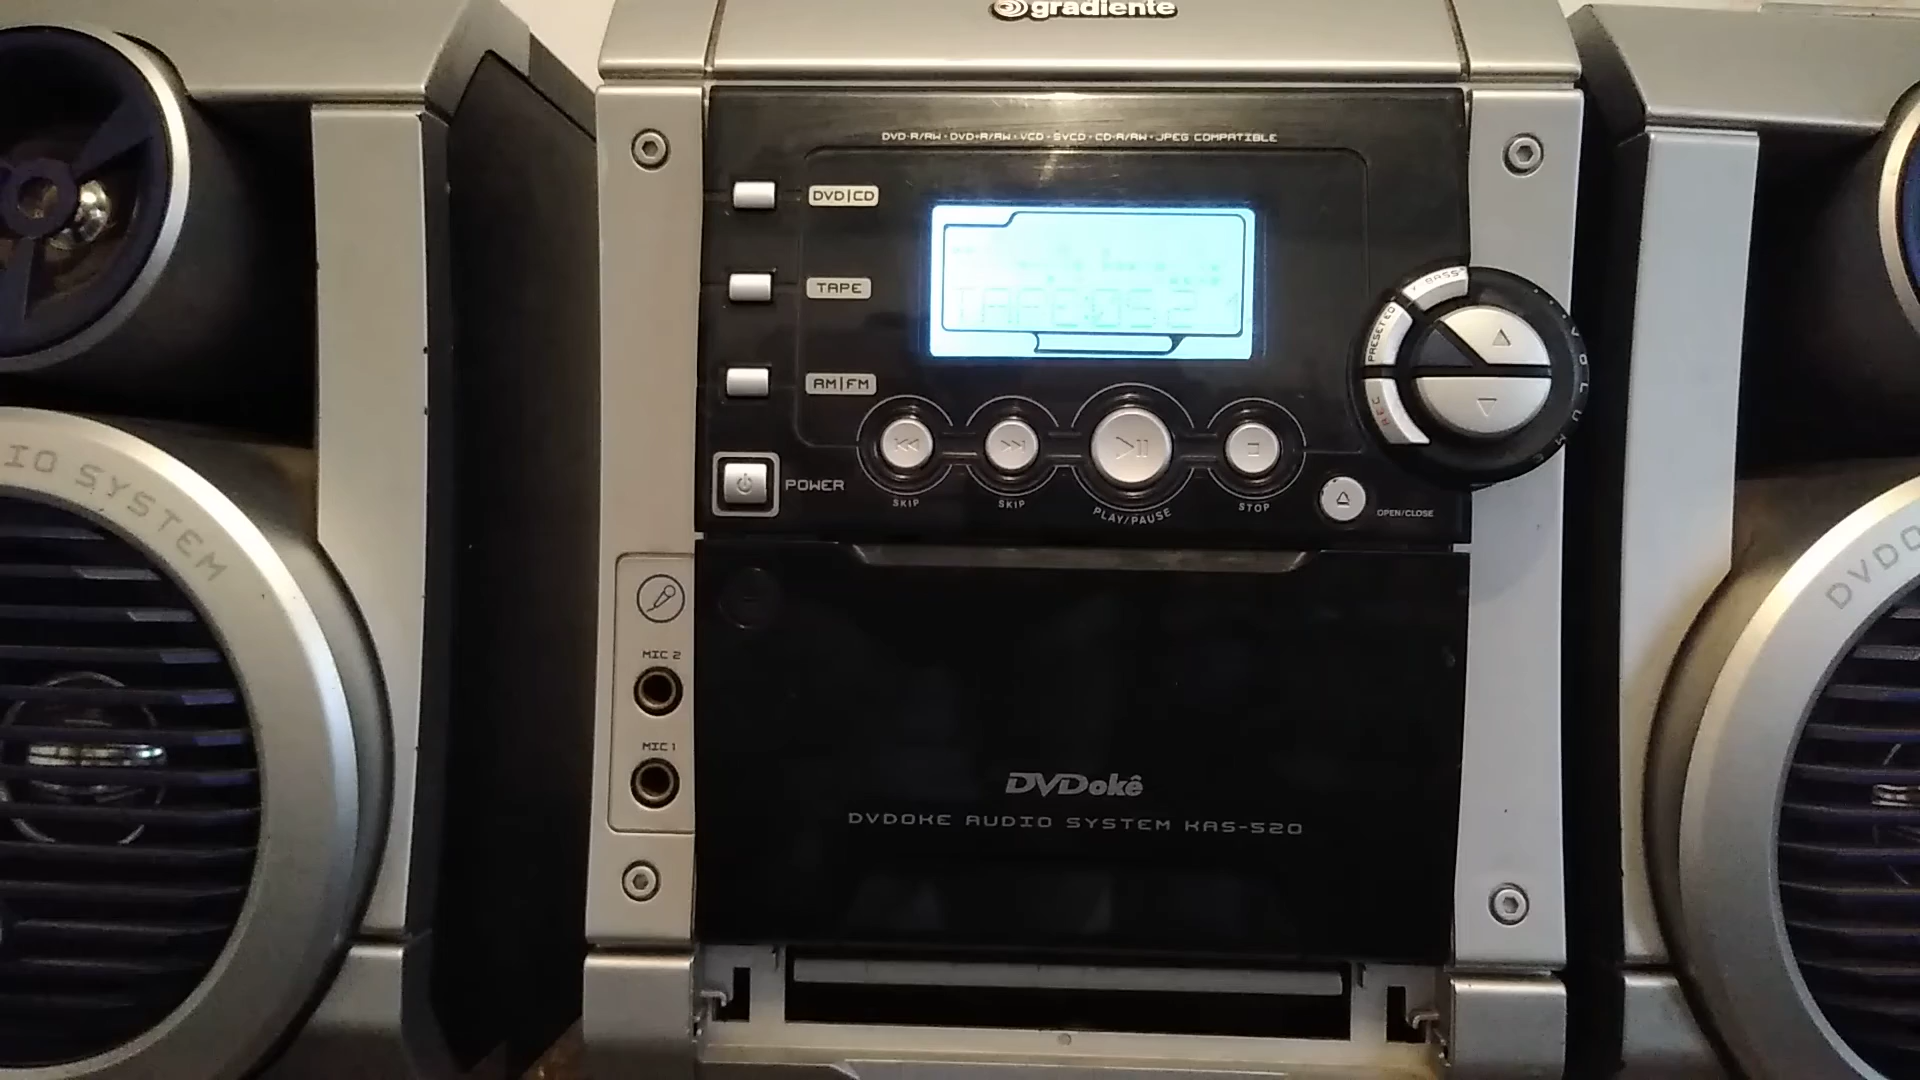 gradiente
DVD-R/RW • DVD+R/RW • VCD • SVCD • CD-R/RW • JPEG COMPATIBLE
DVD|CD
TAPE
AM|FM
POWER
SKIP
SKIP
PLAY/PAUSE
STOP
OPEN/CLOSE
X-BASS
PRESET EQ
REC
VOLUME
MIC 2
MIC 1
DVDokê
DVDOKE AUDIO SYSTEM KAS-520
IO SYSTEM
DVDO